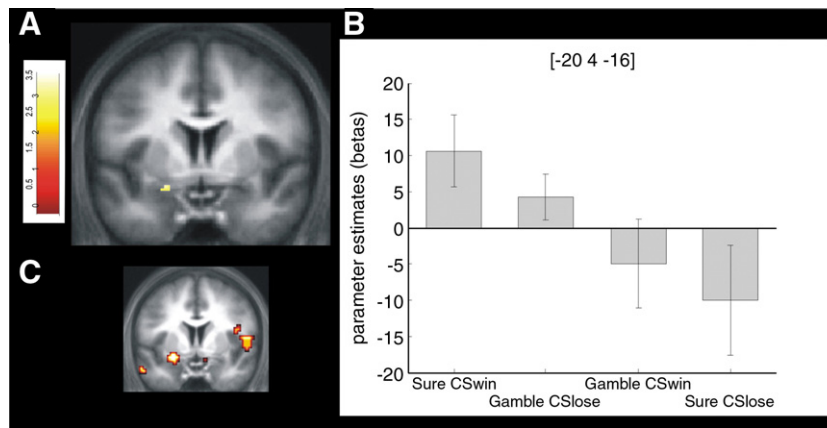 A
B
3.5
3
2.5
2
1.5
1
0.5
0
[-20 4 -16]
parameter estimates (betas)
20
15
10
5
0
-5
-10
-15
-20
Sure CSwin
Gamble CSlose
Gamble CSwin
Sure CSlose
C